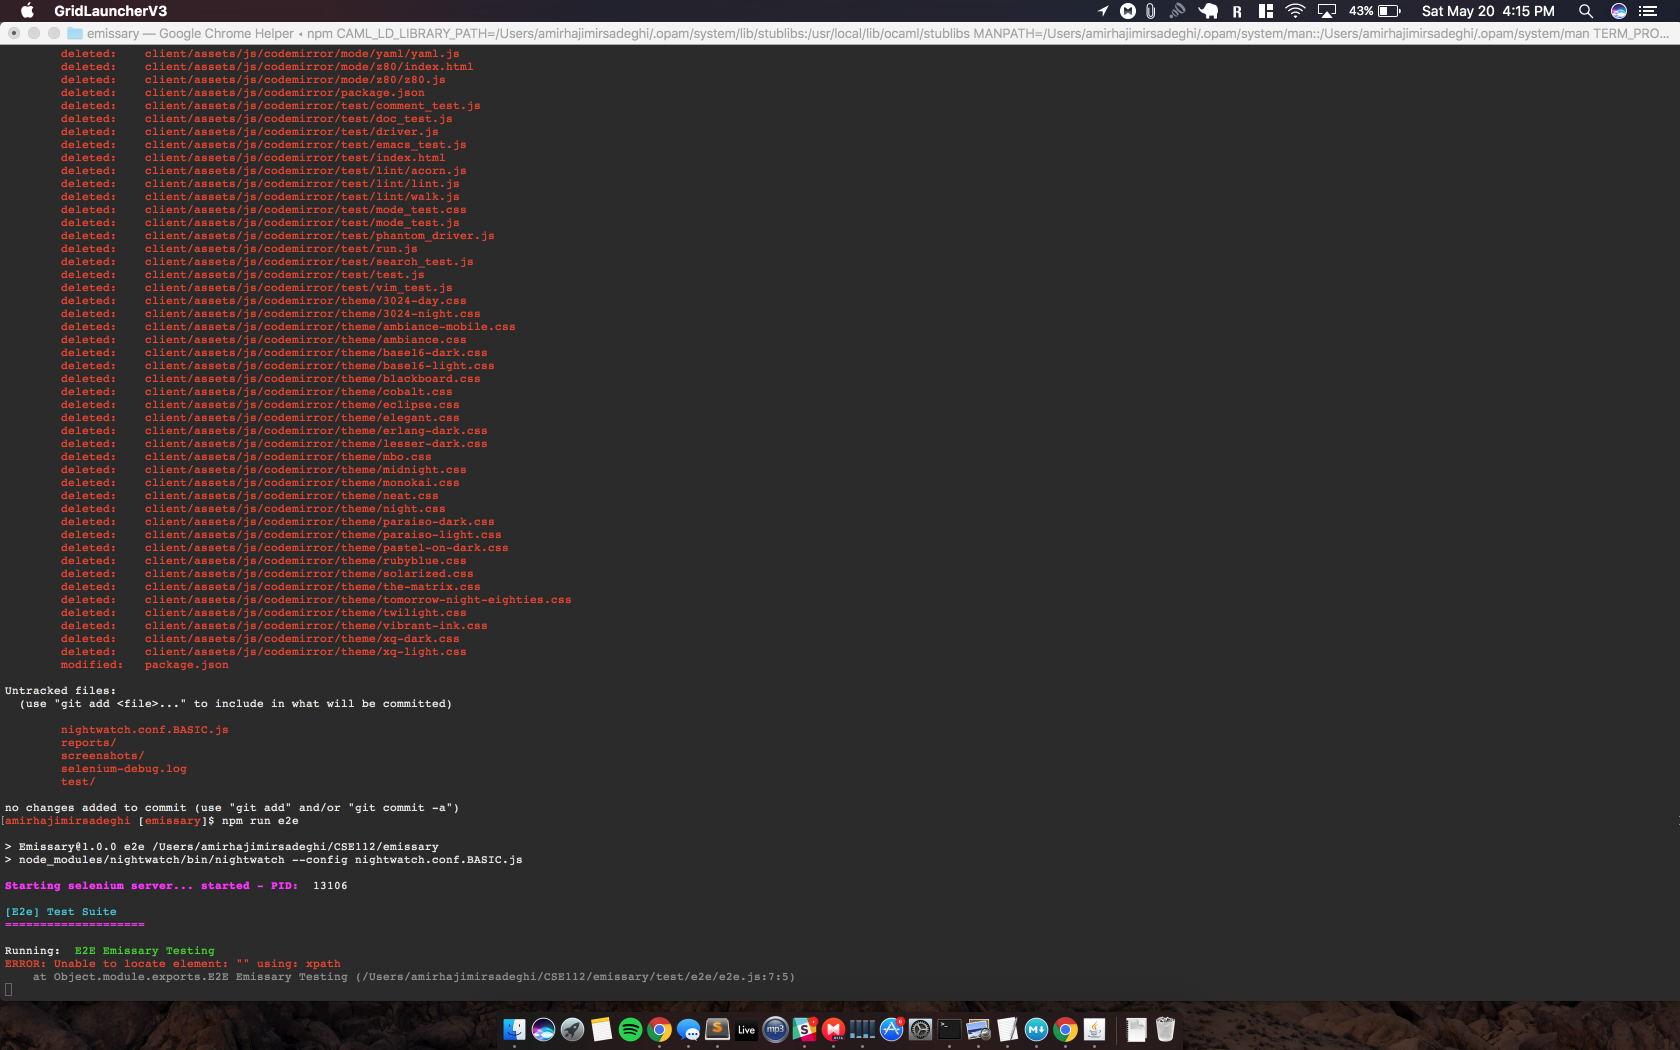 GridLauncherV3
43%
Sat May 20 4:15 PM
emissary — Google Chrome Helper ◂ npm CAML_LD_LIBRARY_PATH=/Users/amirhajimirsadeghi/.opam/system/lib/stublibs:/usr/local/lib/ocaml/stublibs MANPATH=/Users/amirhajimirsadeghi/.opam/system/man::/Users/amirhajimirsadeghi/.opam/system/man TERM_PRO...
deleted: client/assets/js/codemirror/mode/yaml/yaml.js
deleted: client/assets/js/codemirror/mode/z80/index.html
deleted: client/assets/js/codemirror/mode/z80/z80.js
deleted: client/assets/js/codemirror/package.json
deleted: client/assets/js/codemirror/test/comment_test.js
deleted: client/assets/js/codemirror/test/doc_test.js
deleted: client/assets/js/codemirror/test/driver.js
deleted: client/assets/js/codemirror/test/emacs_test.js
deleted: client/assets/js/codemirror/test/index.html
deleted: client/assets/js/codemirror/test/lint/acorn.js
deleted: client/assets/js/codemirror/test/lint/lint.js
deleted: client/assets/js/codemirror/test/lint/walk.js
deleted: client/assets/js/codemirror/test/mode_test.css
deleted: client/assets/js/codemirror/test/mode_test.js
deleted: client/assets/js/codemirror/test/phantom_driver.js
deleted: client/assets/js/codemirror/test/run.js
deleted: client/assets/js/codemirror/test/search_test.js
deleted: client/assets/js/codemirror/test/test.js
deleted: client/assets/js/codemirror/test/vim_test.js
deleted: client/assets/js/codemirror/theme/3024-day.css
deleted: client/assets/js/codemirror/theme/3024-night.css
deleted: client/assets/js/codemirror/theme/ambiance-mobile.css
deleted: client/assets/js/codemirror/theme/ambiance.css
deleted: client/assets/js/codemirror/theme/base16-dark.css
deleted: client/assets/js/codemirror/theme/base16-light.css
deleted: client/assets/js/codemirror/theme/blackboard.css
deleted: client/assets/js/codemirror/theme/cobalt.css
deleted: client/assets/js/codemirror/theme/eclipse.css
deleted: client/assets/js/codemirror/theme/elegant.css
deleted: client/assets/js/codemirror/theme/erlang-dark.css
deleted: client/assets/js/codemirror/theme/lesser-dark.css
deleted: client/assets/js/codemirror/theme/mbo.css
deleted: client/assets/js/codemirror/theme/midnight.css
deleted: client/assets/js/codemirror/theme/monokai.css
deleted: client/assets/js/codemirror/theme/neat.css
deleted: client/assets/js/codemirror/theme/night.css
deleted: client/assets/js/codemirror/theme/paraiso-dark.css
deleted: client/assets/js/codemirror/theme/paraiso-light.css
deleted: client/assets/js/codemirror/theme/pastel-on-dark.css
deleted: client/assets/js/codemirror/theme/rubyblue.css
deleted: client/assets/js/codemirror/theme/solarized.css
deleted: client/assets/js/codemirror/theme/the-matrix.css
deleted: client/assets/js/codemirror/theme/tomorrow-night-eighties.css
deleted: client/assets/js/codemirror/theme/twilight.css
deleted: client/assets/js/codemirror/theme/vibrant-ink.css
deleted: client/assets/js/codemirror/theme/xq-dark.css
deleted: client/assets/js/codemirror/theme/xq-light.css
modified: package.json
Untracked files:
(use "git add <file>..." to include in what will be committed)
nightwatch.conf.BASIC.js
reports/
screenshots/
selenium-debug.log
test/
no changes added to commit (use "git add" and/or "git commit -a")
[amirhajimirsadeghi [emissary]$ npm run e2e
> Emissary@1.0.0 e2e /Users/amirhajimirsadeghi/CSE112/emissary
> node_modules/nightwatch/bin/nightwatch --config nightwatch.conf.BASIC.js
Starting selenium server... started - PID: 13106
[E2e] Test Suite
====================
Running: E2E Emissary Testing
ERROR: Unable to locate element: "" using: xpath
at Object.module.exports.E2E Emissary Testing (/Users/amirhajimirsadeghi/CSE112/emissary/test/e2e/e2e.js:7:5)
Live
mp3